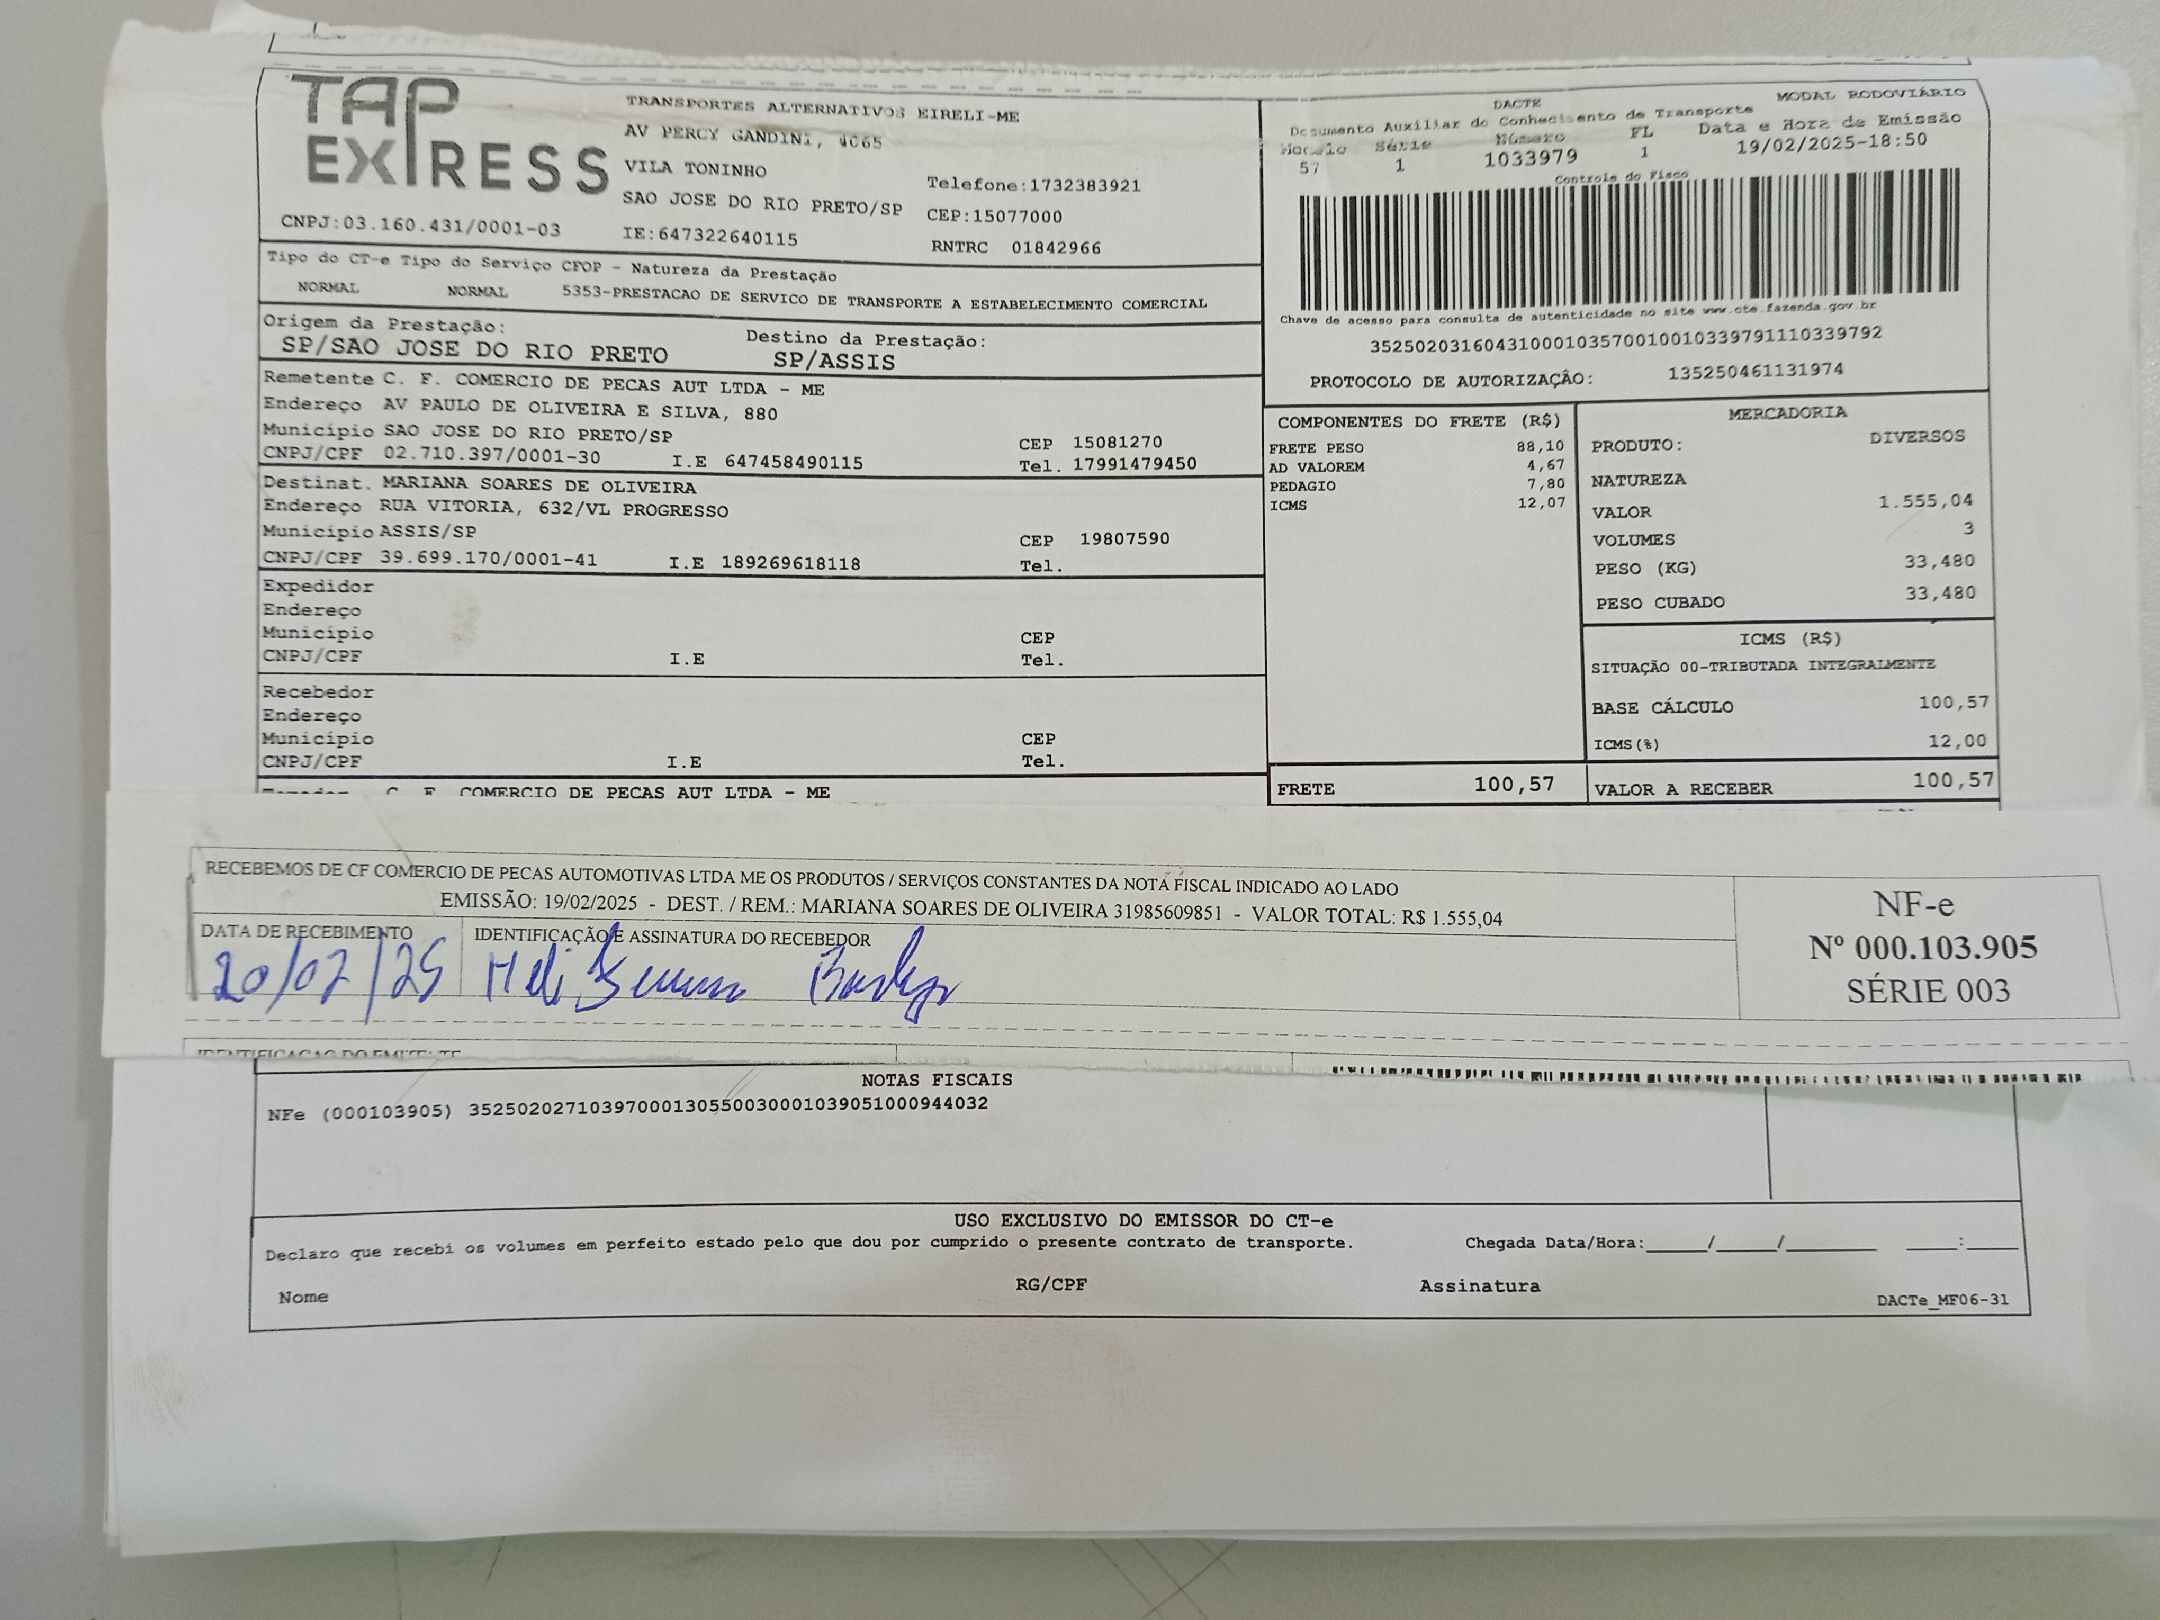 TAP
EXPRESS
CNPJ:03.160.431/0001-03
TRANSPORTES ALTERNATIVOS EIRELI-ME
AV PERCY GANDINI, 4065
VILA TONINHO
Telefone:1732383921
SAO JOSE DO RIO PRETO/SP CEP:15077000
IE:647322640115 RNTRC 01842966
MODAL RODOVIÁRIO
DACTE
Documento Auxiliar do Conhecimento de Transporte
Modelo Série Número FL Data e Hora de Emissão
57 1 1033979 1 19/02/2025-18:50
Controle do Fisco
Chave de acesso para consulta de autenticidade no site www.cte.fazenda.gov.br
35250203160431000103570010010339791110339792
PROTOCOLO DE AUTORIZAÇÃO: 135250461131974
Tipo do CT-e Tipo do Serviço CFOP - Natureza da Prestação
NORMAL NORMAL 5353-PRESTACAO DE SERVICO DE TRANSPORTE A ESTABELECIMENTO COMERCIAL
Origem da Prestação: Destino da Prestação:
SP/SAO JOSE DO RIO PRETO SP/ASSIS
Remetente C. F. COMERCIO DE PECAS AUT LTDA - ME
Endereço AV PAULO DE OLIVEIRA E SILVA, 880
Município SAO JOSE DO RIO PRETO/SP CEP 15081270
CNPJ/CPF 02.710.397/0001-30 I.E 647458490115 Tel. 17991479450
Destinat. MARIANA SOARES DE OLIVEIRA
Endereço RUA VITORIA, 632/VL PROGRESSO
Município ASSIS/SP CEP 19807590
CNPJ/CPF 39.699.170/0001-41 I.E 189269618118 Tel.
Expedidor
Endereço
Município CEP
CNPJ/CPF I.E Tel.
Recebedor
Endereço
Município CEP
CNPJ/CPF I.E Tel.
C F COMERCIO DE PECAS AUT LTDA - ME
COMPONENTES DO FRETE (R$)
FRETE PESO 88,10
AD VALOREM 4,67
PEDAGIO 7,80
ICMS 12,07
FRETE 100,57
MERCADORIA
PRODUTO: DIVERSOS
NATUREZA
VALOR 1.555,04
VOLUMES 3
PESO (KG) 33,480
PESO CUBADO 33,480
ICMS (R$)
SITUAÇÃO 00-TRIBUTADA INTEGRALMENTE
BASE CÁLCULO 100,57
ICMS(%) 12,00
VALOR A RECEBER 100,57
RECEBEMOS DE CF COMERCIO DE PECAS AUTOMOTIVAS LTDA ME OS PRODUTOS / SERVIÇOS CONSTANTES DA NOTA FISCAL INDICADO AO LADO
EMISSÃO: 19/02/2025 - DEST. / REM.: MARIANA SOARES DE OLIVEIRA 31985609851 - VALOR TOTAL: R$ 1.555,04
DATA DE RECEBIMENTO IDENTIFICAÇÃO E ASSINATURA DO RECEBEDOR
20/02/25
NF-e
Nº 000.103.905
SÉRIE 003
IDENTIFICAÇÃO DO EMITENTE
NOTAS FISCAIS
NFe (000103905) 35250202710397000130550030001039051000944032
USO EXCLUSIVO DO EMISSOR DO CT-e
Declaro que recebi os volumes em perfeito estado pelo que dou por cumprido o presente contrato de transporte. Chegada Data/Hora:____/____/______ ____:____
Nome RG/CPF Assinatura
DACTe_MF06-31